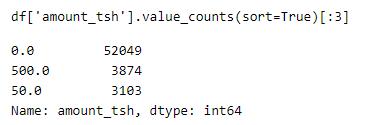 df['amount_tsh'].value_counts(sort=True)[:3]
0.0 52049
500.0 3874
50.0 3103
Name: amount_tsh, dtype: int64